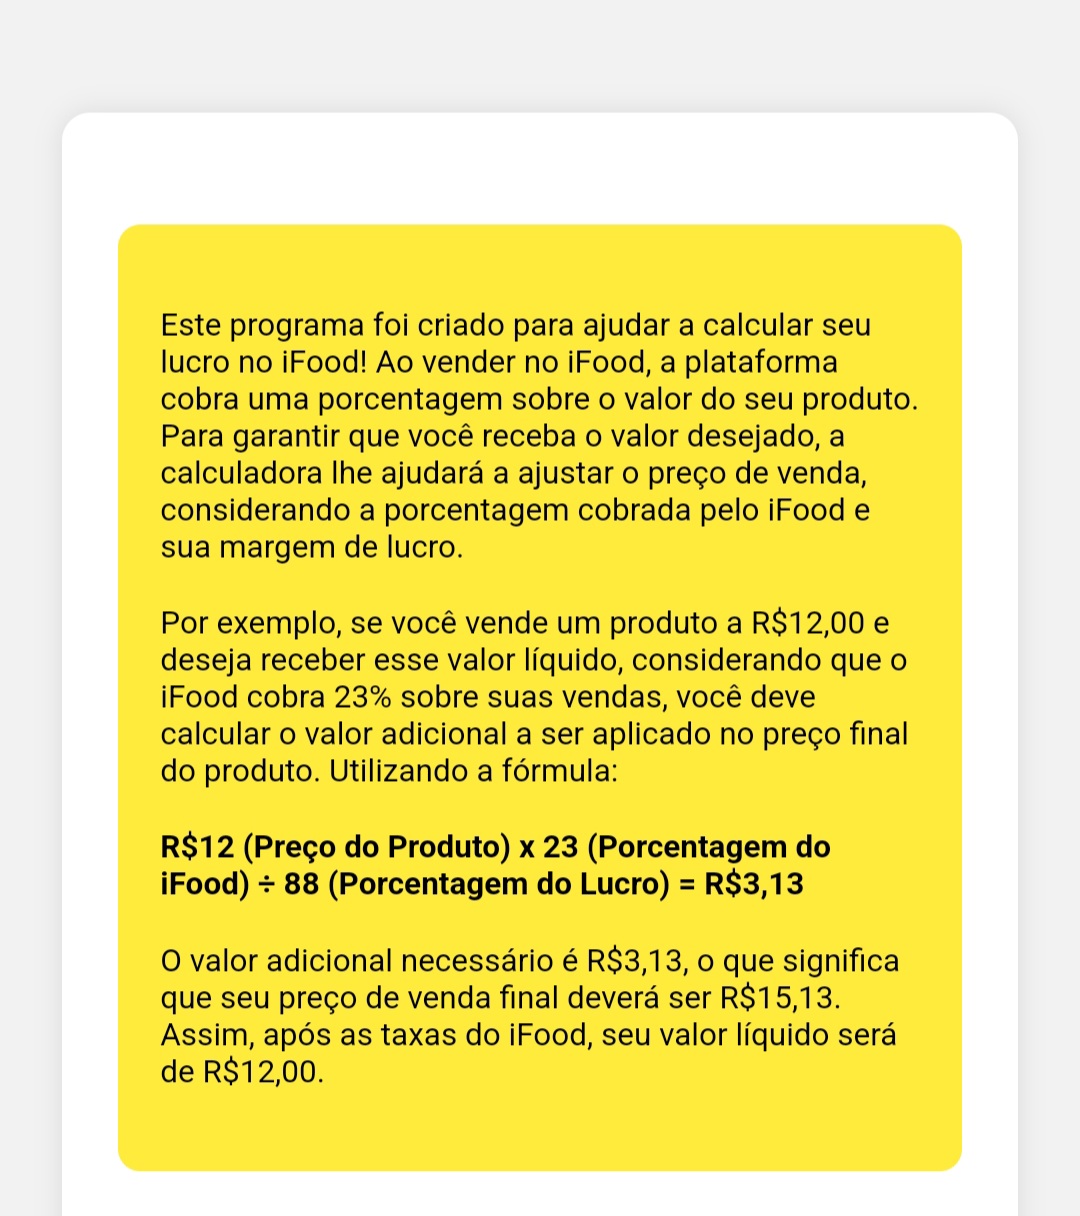 Este programa foi criado para ajudar a calcular seu
lucro no iFood! Ao vender no iFood, a plataforma
cobra uma porcentagem sobre o valor do seu produto.
Para garantir que você receba o valor desejado, a
calculadora lhe ajudará a ajustar o preço de venda,
considerando a porcentagem cobrada pelo iFood e
sua margem de lucro.
Por exemplo, se você vende um produto a R$12,00 e
deseja receber esse valor líquido, considerando que o
iFood cobra 23% sobre suas vendas, você deve
calcular o valor adicional a ser aplicado no preço final
do produto. Utilizando a fórmula:
R$12 (Preço do Produto) x 23 (Porcentagem do
iFood) ÷ 88 (Porcentagem do Lucro) = R$3,13
O valor adicional necessário é R$3,13, o que significa
que seu preço de venda final deverá ser R$15,13.
Assim, após as taxas do iFood, seu valor líquido será
de R$12,00.